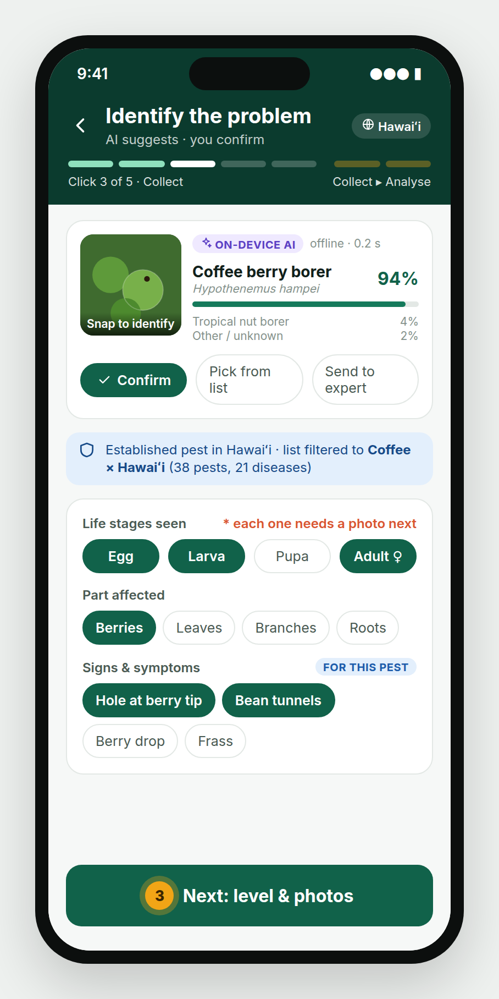 9:41
Identify the problem
AI suggests · you confirm
Hawaiʻi
Click 3 of 5 · Collect
Collect ▸ Analyse
ON-DEVICE AI
offline · 0.2 s
Coffee berry borer
94%
Hypothenemus hampei
Snap to identify
Tropical nut borer 4%
Other / unknown 2%
Confirm
Pick from
list
Send to
expert
Established pest in Hawaiʻi · list filtered to Coffee
× Hawaiʻi (38 pests, 21 diseases)
Life stages seen
* each one needs a photo next
Egg
Larva
Pupa
Adult ♀
Part affected
Berries
Leaves
Branches
Roots
Signs & symptoms
FOR THIS PEST
Hole at berry tip
Bean tunnels
Berry drop
Frass
3 Next: level & photos